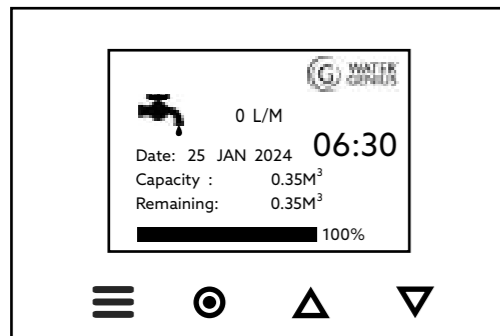 G WATER
GENIUS
0 L/M
06:30
Date: 25 JAN 2024
Capacity : 0.35M³
Remaining: 0.35M³
100%